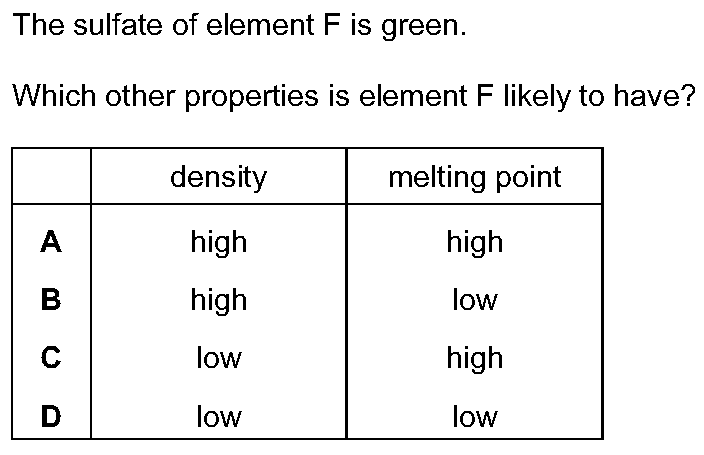 The sulfate of element F is green.
Which other properties is element F likely to have?
density melting point
A high high
B high low
C low high
D low low